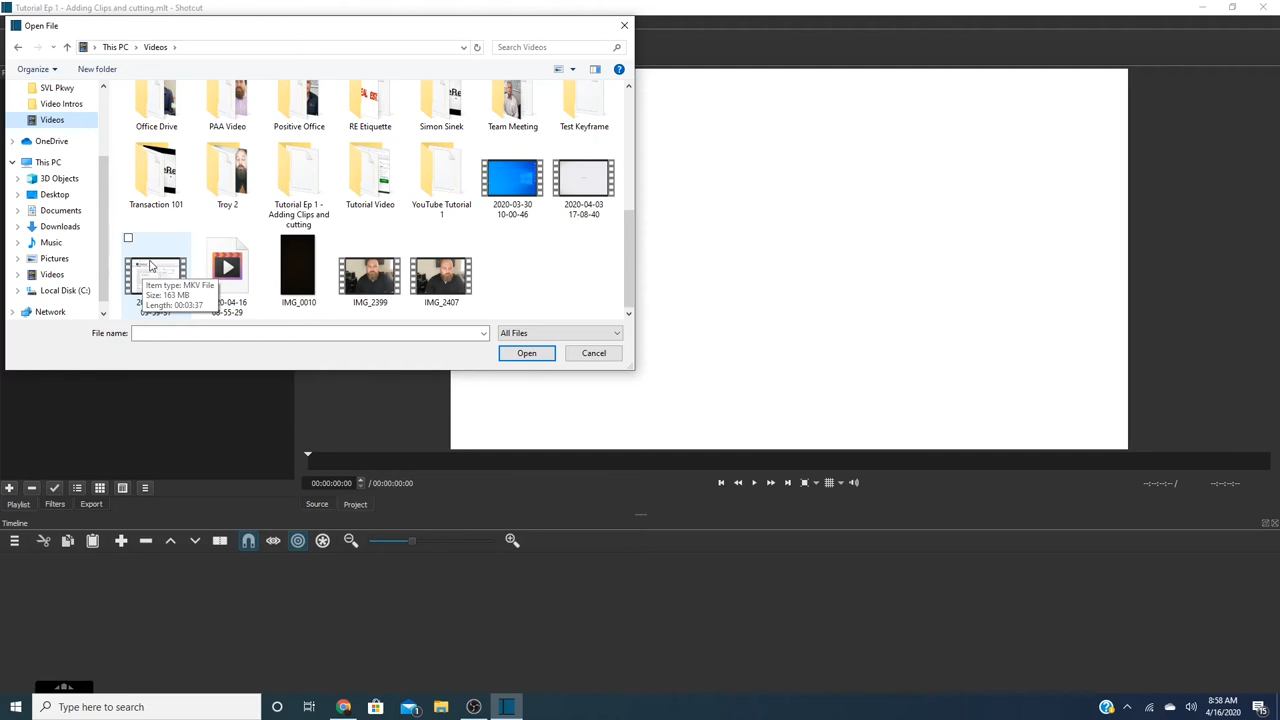 Tutorial Ep 1 - Adding Clips and cutting.mlt - Shotcut
Open File
This PC
Videos
Search Videos
Organize
New folder
SVL Pkwy
Video Intros
Videos
OneDrive
This PC
3D Objects
Desktop
Documents
Downloads
Music
Pictures
Videos
Local Disk (C:)
Network
Office Drive
PAA Video
Positive Office
RE Etiquette
Simon Sinek
Team Meeting
Test Keyframe
Transaction 101
Troy 2
Tutorial Ep 1 -
Adding Clips and
cutting
Tutorial Video
YouTube Tutorial
1
2020-03-30
10-00-46
2020-04-03
17-08-40
Item type: MKV File
Size: 163 MB
Length: 00:03:37
IMG_0010
IMG_2399
IMG_2407
File name:
All Files
Open
Cancel
00:00:00:00
/ 00:00:00:00
--:--:--:-- /
--:--:--:--
Playlist
Filters
Export
Source
Project
Timeline
Type here to search
8:58 AM
4/16/2020